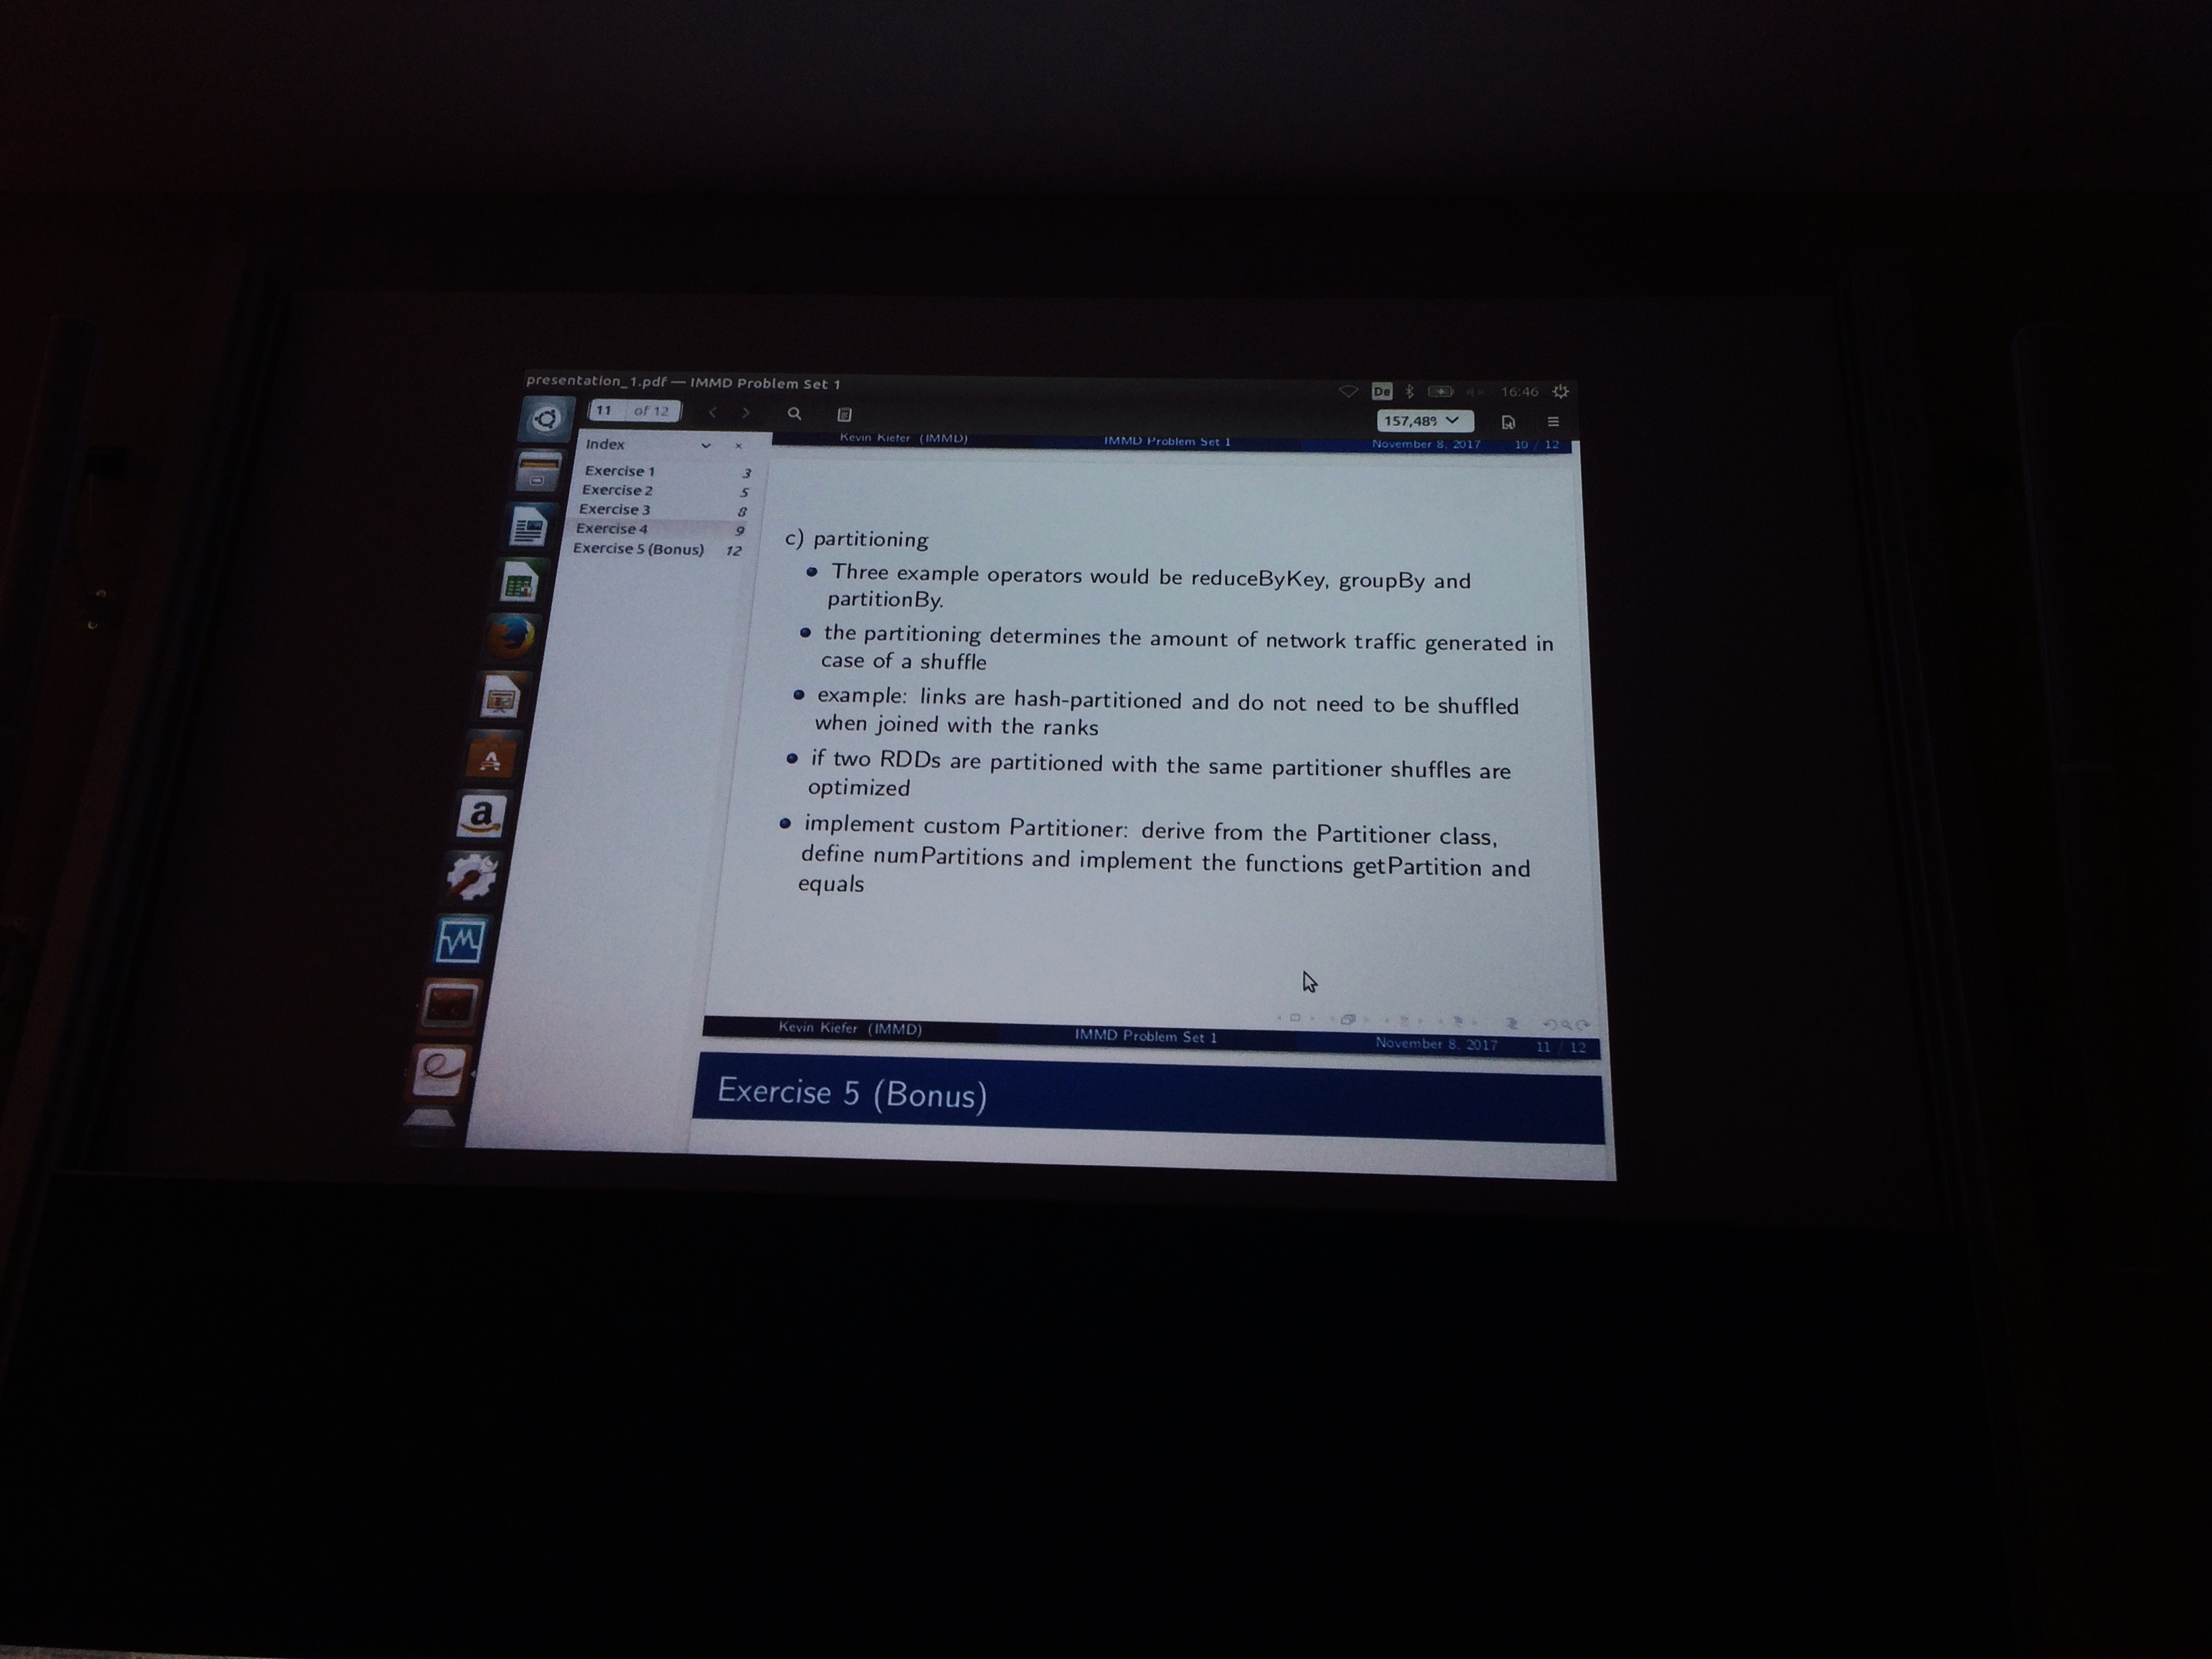 presentation_1.pdf — IMMD Problem Set 1
De
16:46
11 of 12
157,48%
Index
Exercise 1 3
Exercise 2 5
Exercise 3 8
Exercise 4 9
Exercise 5 (Bonus) 12
Kevin Kiefer (IMMD) IMMD Problem Set 1 November 8, 2017 10 / 12
c) partitioning
Three example operators would be reduceByKey, groupBy and
partitionBy.
the partitioning determines the amount of network traffic generated in
case of a shuffle
example: links are hash-partitioned and do not need to be shuffled
when joined with the ranks
if two RDDs are partitioned with the same partitioner shuffles are
optimized
implement custom Partitioner: derive from the Partitioner class,
define numPartitions and implement the functions getPartition and
equals
Kevin Kiefer (IMMD) IMMD Problem Set 1 November 8, 2017 11 / 12
Exercise 5 (Bonus)